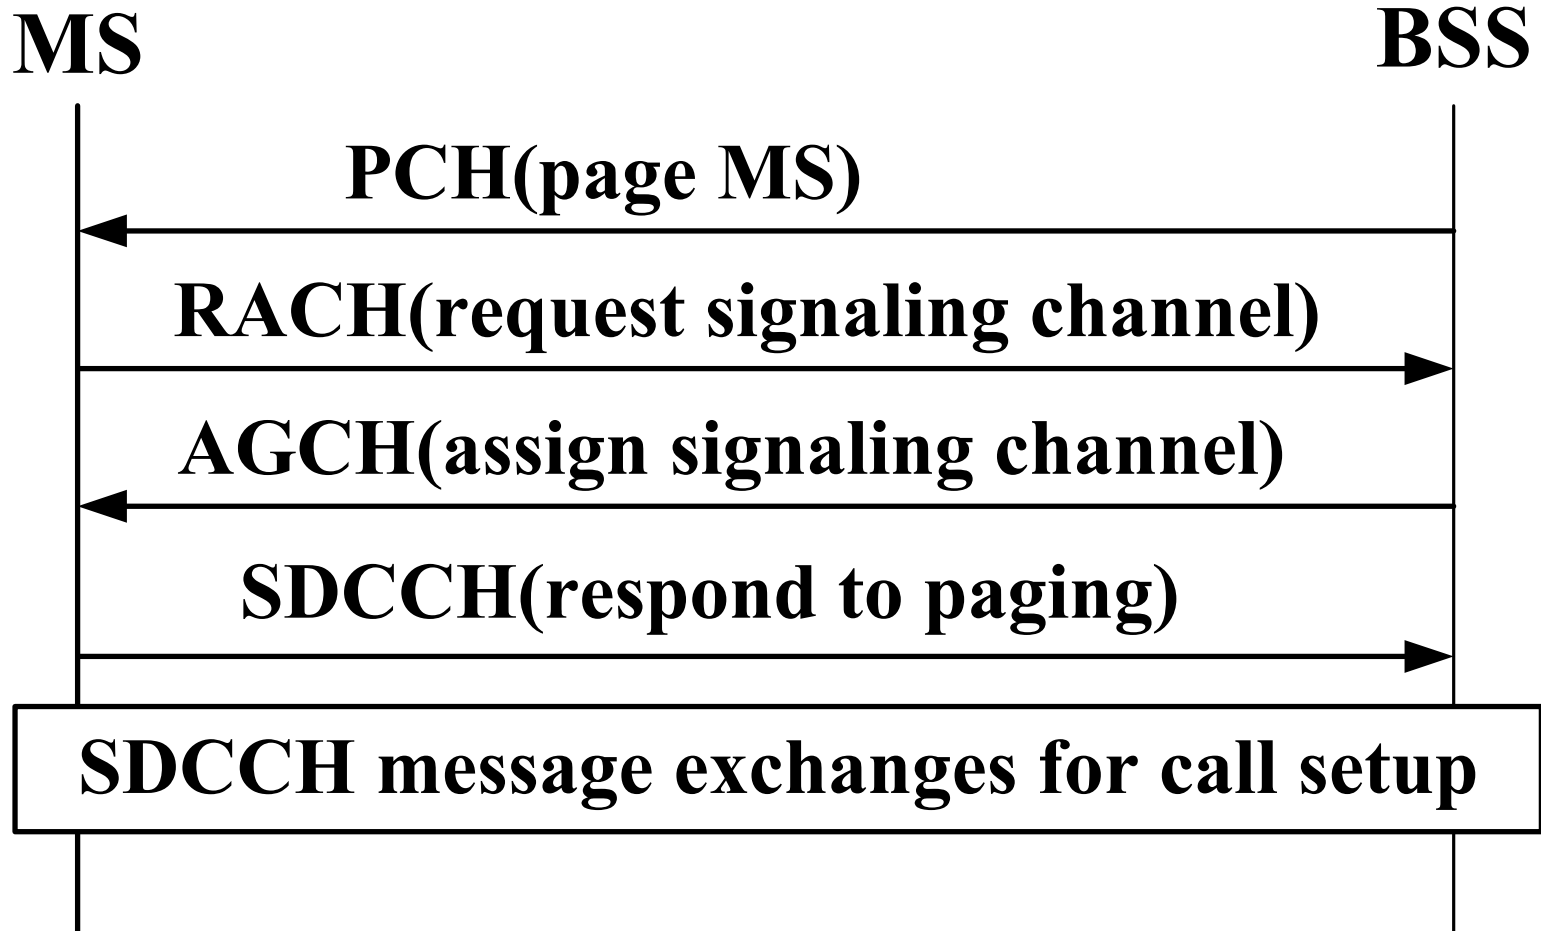 MS
BSS
PCH(page MS)
RACH(request signaling channel)
AGCH(assign signaling channel)
SDCCH(respond to paging)
SDCCH message exchanges for call setup